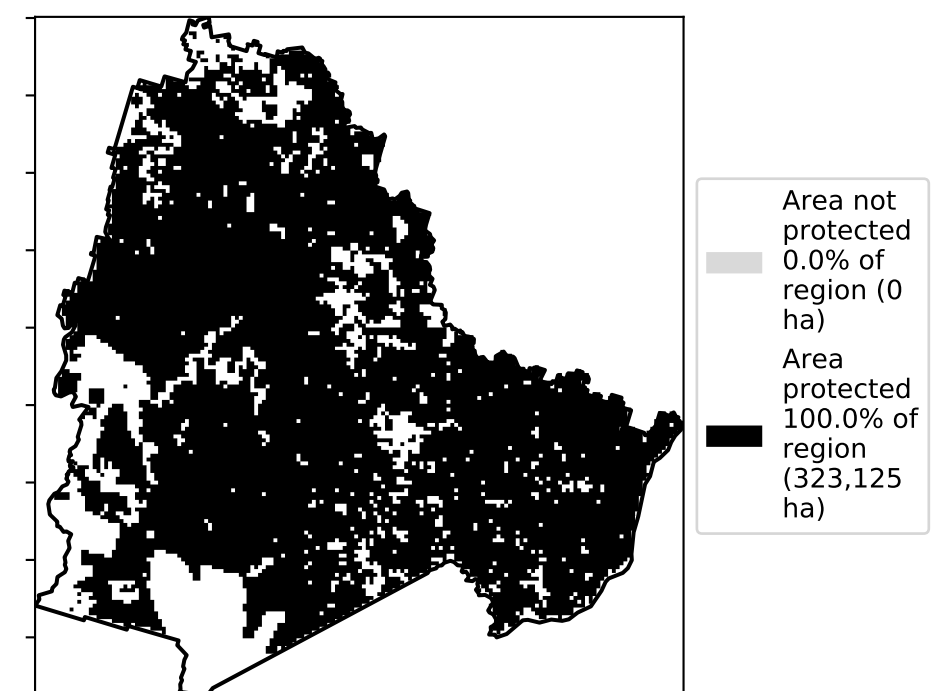 Area not
protected
0.0% of
region (0
ha)
Area
protected
100.0% of
region
(323,125
ha)